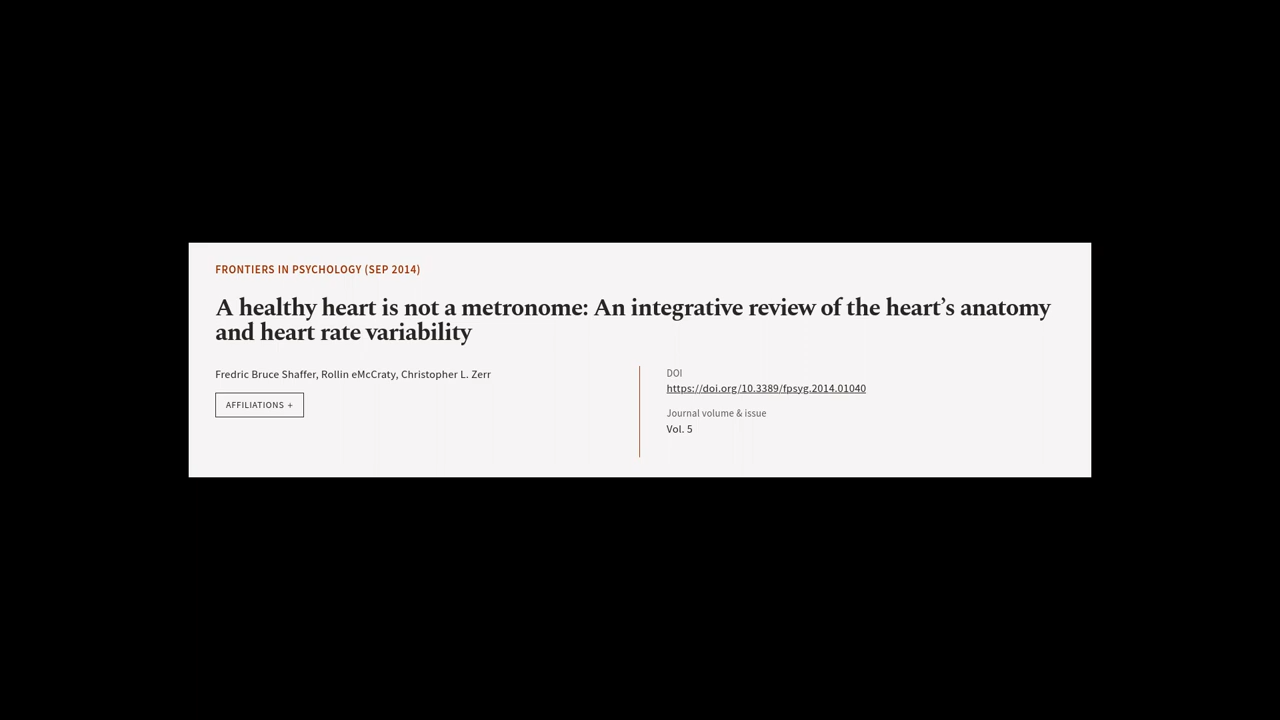 FRONTIERS IN PSYCHOLOGY (SEP 2014)
A healthy heart is not a metronome: An integrative review of the heart’s anatomy
and heart rate variability
Fredric Bruce Shaffer, Rollin eMcCraty, Christopher L. Zerr
AFFILIATIONS +
DOI
https://doi.org/10.3389/fpsyg.2014.01040
Journal volume & issue
Vol. 5